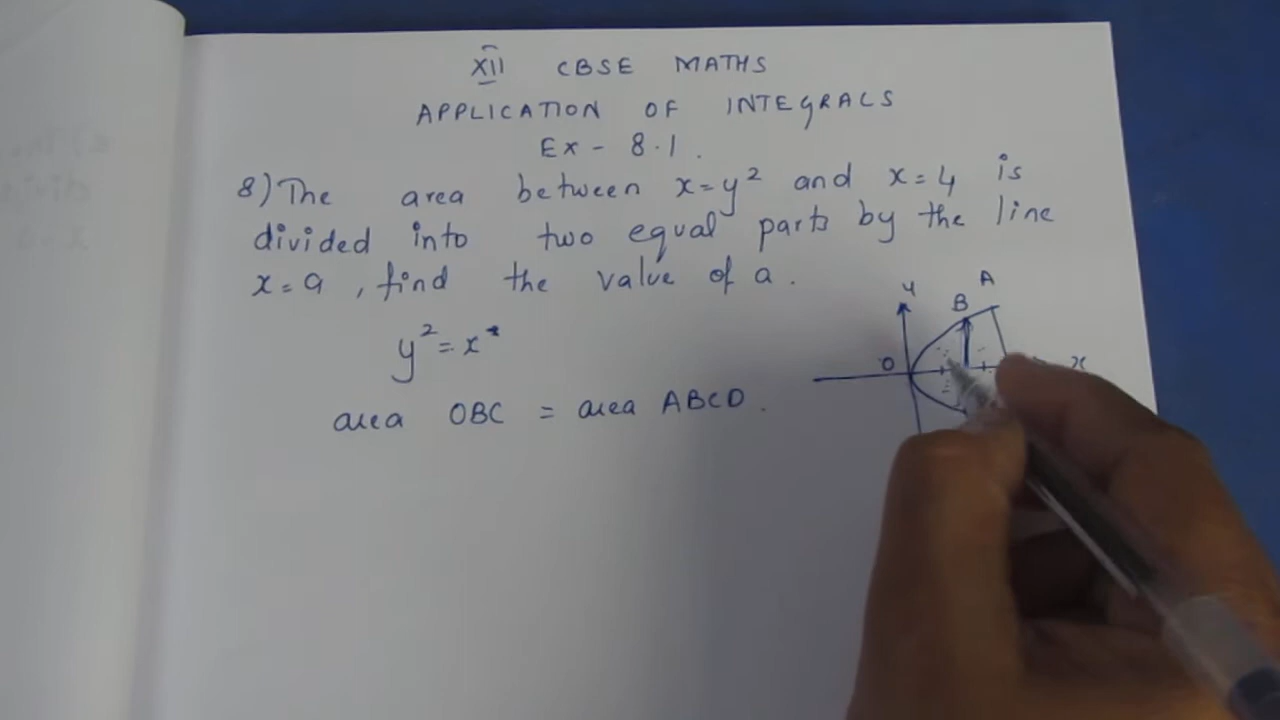 XII CBSE MATHS
APPLICATION OF INTEGRALS
Ex - 8.1.
8) The area between x = y² and x = 4 is
divided into two equal parts by the line
x = a, find the value of a.
y A
B
O x
y² = x
area OBC = area ABCD.